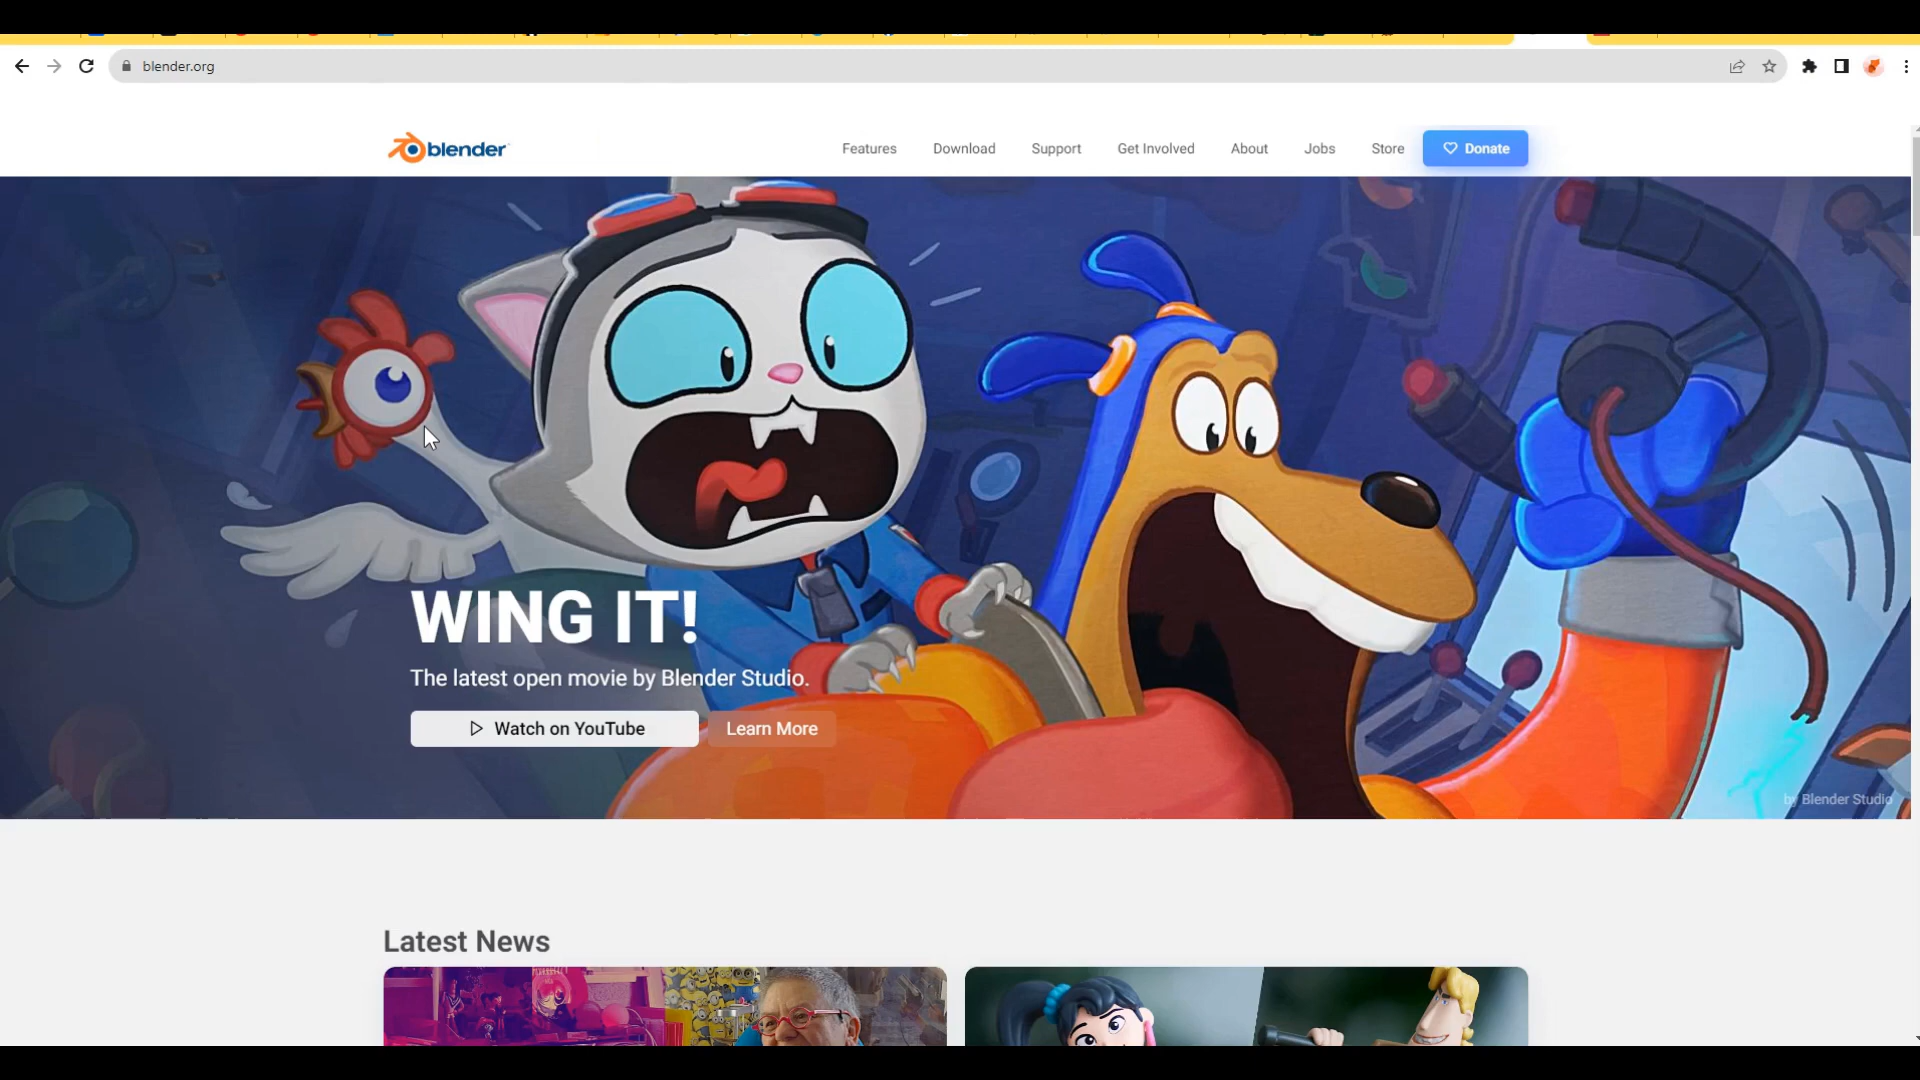 blender.org
blender
Features
Download
Support
Get Involved
About
Jobs
Store
Donate
WING IT!
The latest open movie by Blender Studio.
Watch on YouTube
Learn More
by Blender Studio
Latest News